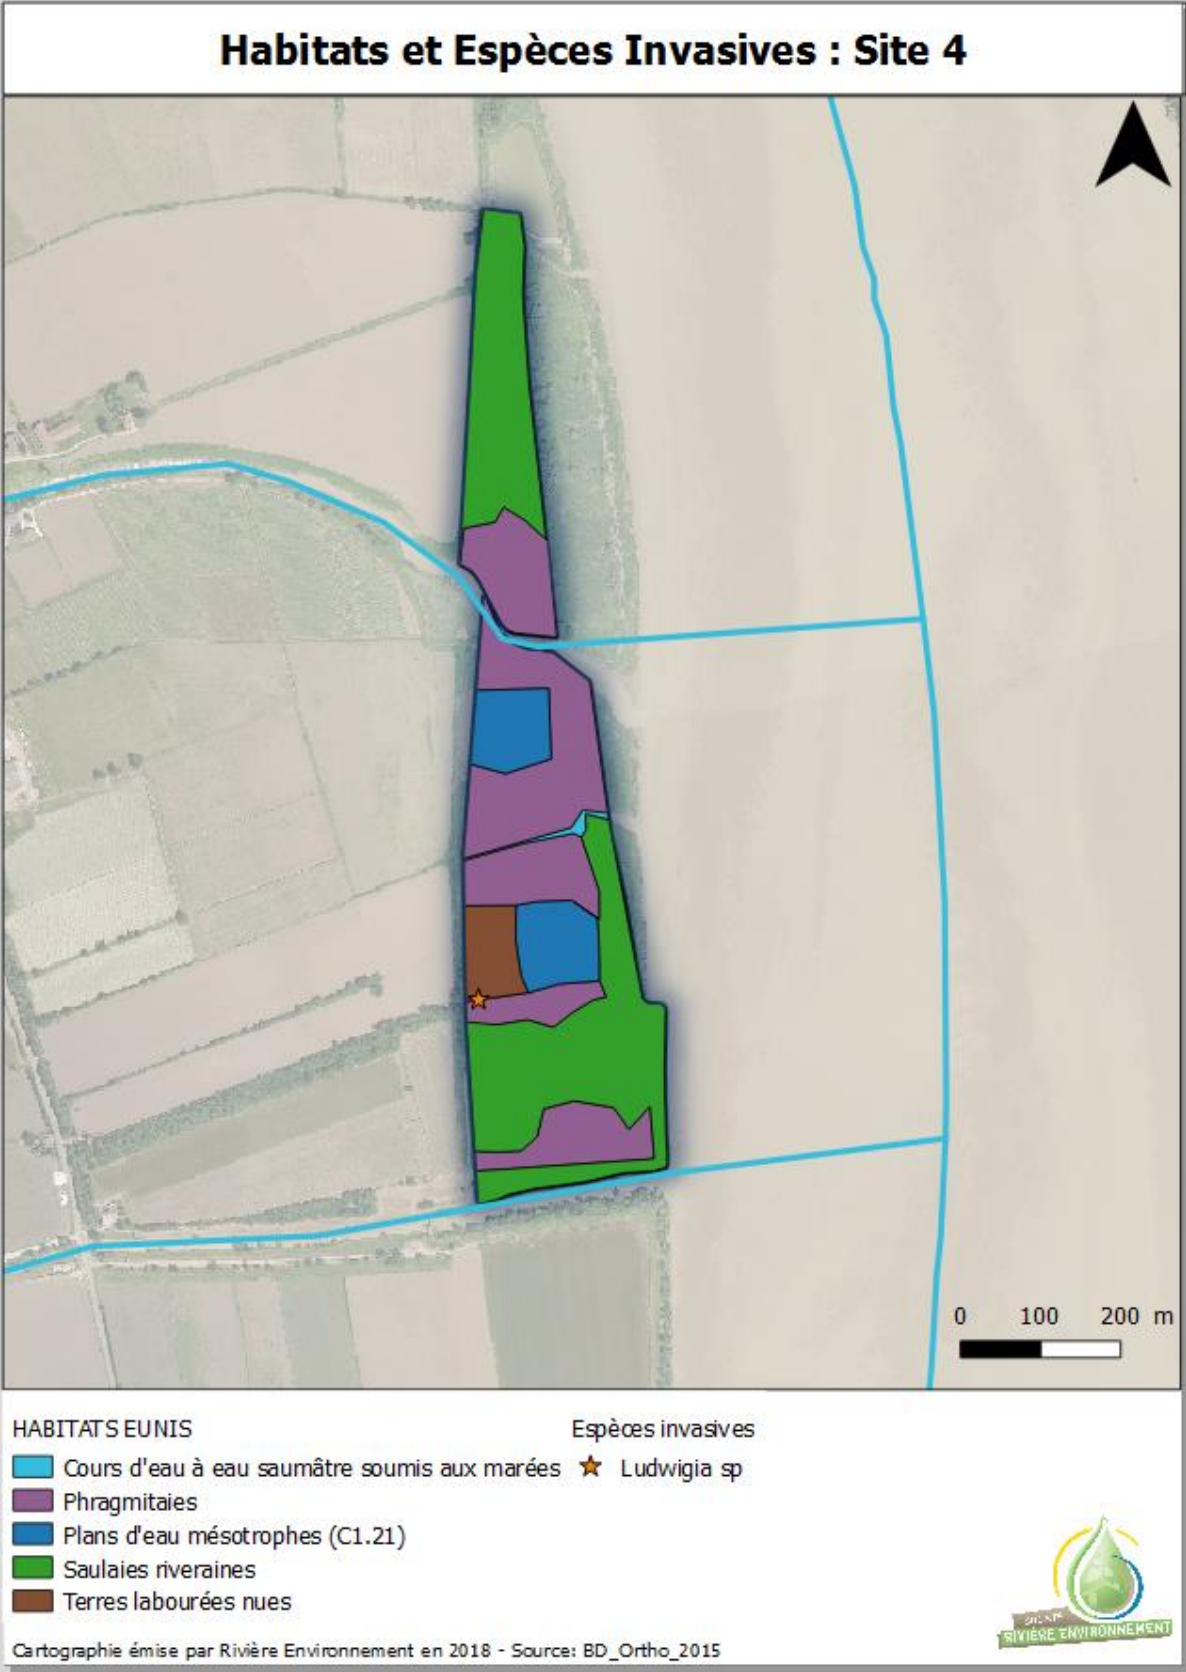 Habitats et Espèces Invasives : Site 4
0 100 200 m
HABITATS EUNIS
Cours d'eau à eau saumâtre soumis aux marées
Phragmitaies
Plans d'eau mésotrophes (C1.21)
Saulaies riveraines
Terres labourées nues
Espèces invasives
Ludwigia sp
RIVIÈRE ENVIRONNEMENT
Cartographie émise par Rivière Environnement en 2018 - Source: BD_Ortho_2015